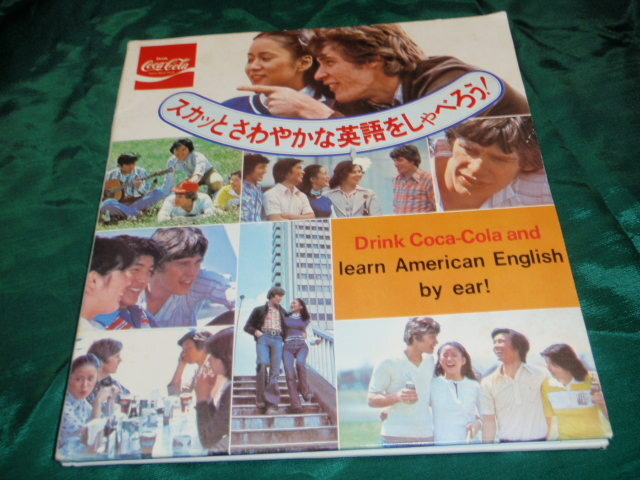 Drink
Coca-Cola
スカッとさわやかな英語をしゃべろう!
Drink Coca-Cola and
learn American English
by ear!